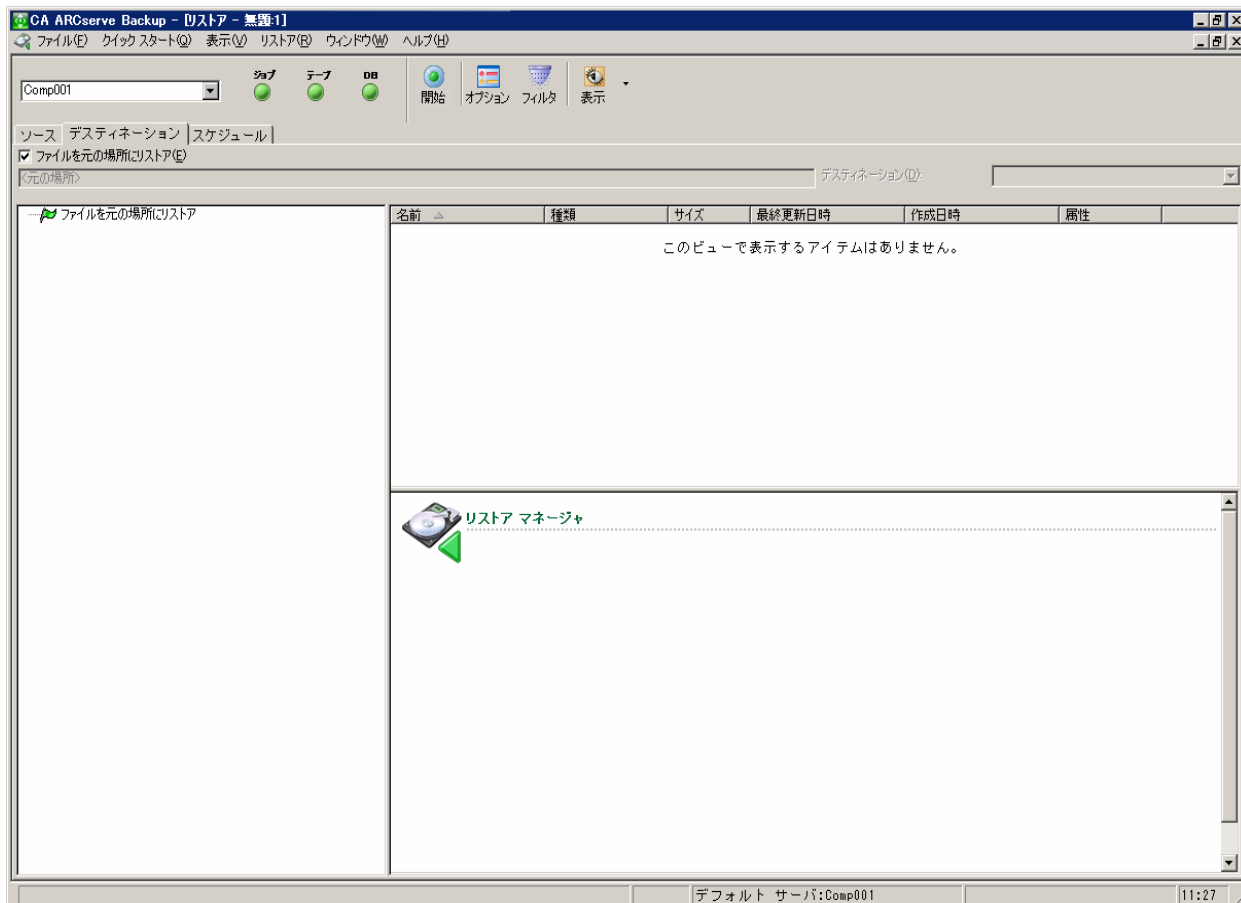 CA ARCserve Backup - [リストア - 無題:1]
ファイル(F) クイック スタート(Q) 表示(V) リストア(R) ウィンドウ(W) ヘルプ(H)
Comp001
ジョブ テープ DB
開始 オプション フィルタ 表示
ソース デスティネーション スケジュール
ファイルを元の場所にリストア(E)
<元の場所> デスティネーション(D):
ファイルを元の場所にリストア
名前 種類 サイズ 最終更新日時 作成日時 属性
このビューで表示するアイテムはありません。
リストア マネージャ
デフォルト サーバ:Comp001 11:27